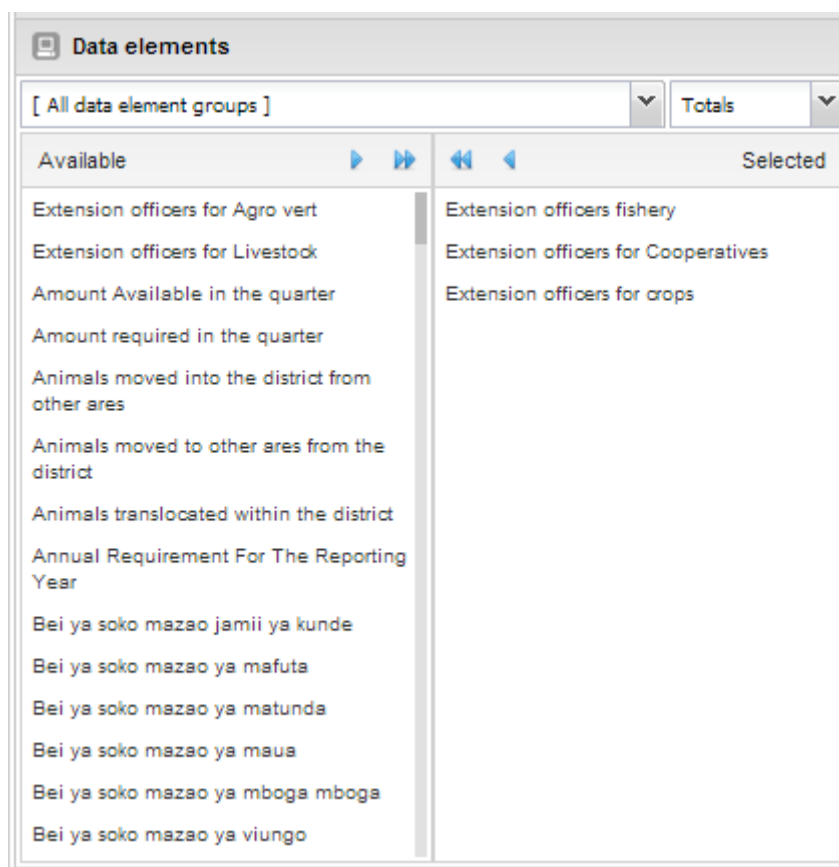 Data elements
[ All data element groups ]
Totals
Available
Selected
Extension officers for Agro vert
Extension officers for Livestock
Amount Available in the quarter
Amount required in the quarter
Animals moved into the district from
other ares
Animals moved to other ares from the
district
Animals translocated within the district
Annual Requirement For The Reporting
Year
Bei ya soko mazao jamii ya kunde
Bei ya soko mazao ya mafuta
Bei ya soko mazao ya matunda
Bei ya soko mazao ya maua
Bei ya soko mazao ya mboga mboga
Bei ya soko mazao ya viungo
Extension officers fishery
Extension officers for Cooperatives
Extension officers for crops